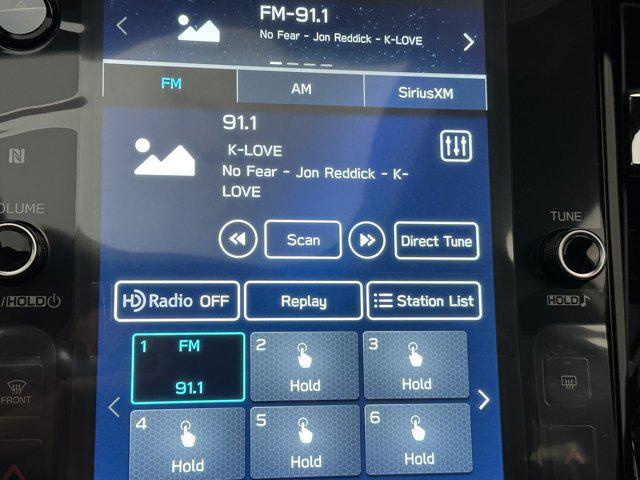 FM-91.1
No Fear - Jon Reddick - K-LOVE
FM
AM
SiriusXM
91.1
K-LOVE
No Fear - Jon Reddick - K-
LOVE
VOLUME
TUNE
Scan
Direct Tune
/HOLD
HOLD
HD Radio OFF
Replay
Station List
1 FM
91.1
2
Hold
3
Hold
FRONT
4
Hold
5
Hold
6
Hold